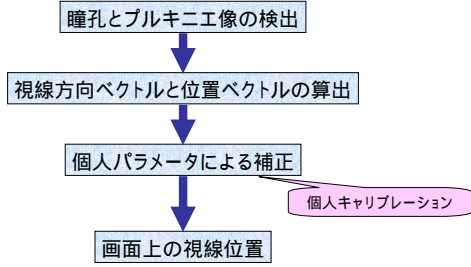 瞳孔とプルキニエ像の検出
視線方向ベクトルと位置ベクトルの算出
個人パラメータによる補正
個人キャリブレーション
画面上の視線位置